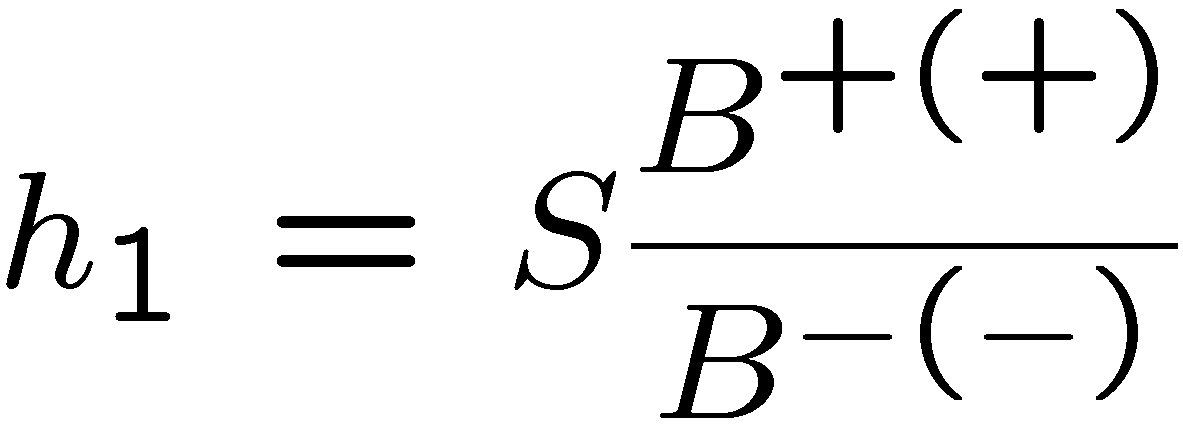 h_1 = S \frac{B^{+(+)}}{B^{-(-)}}